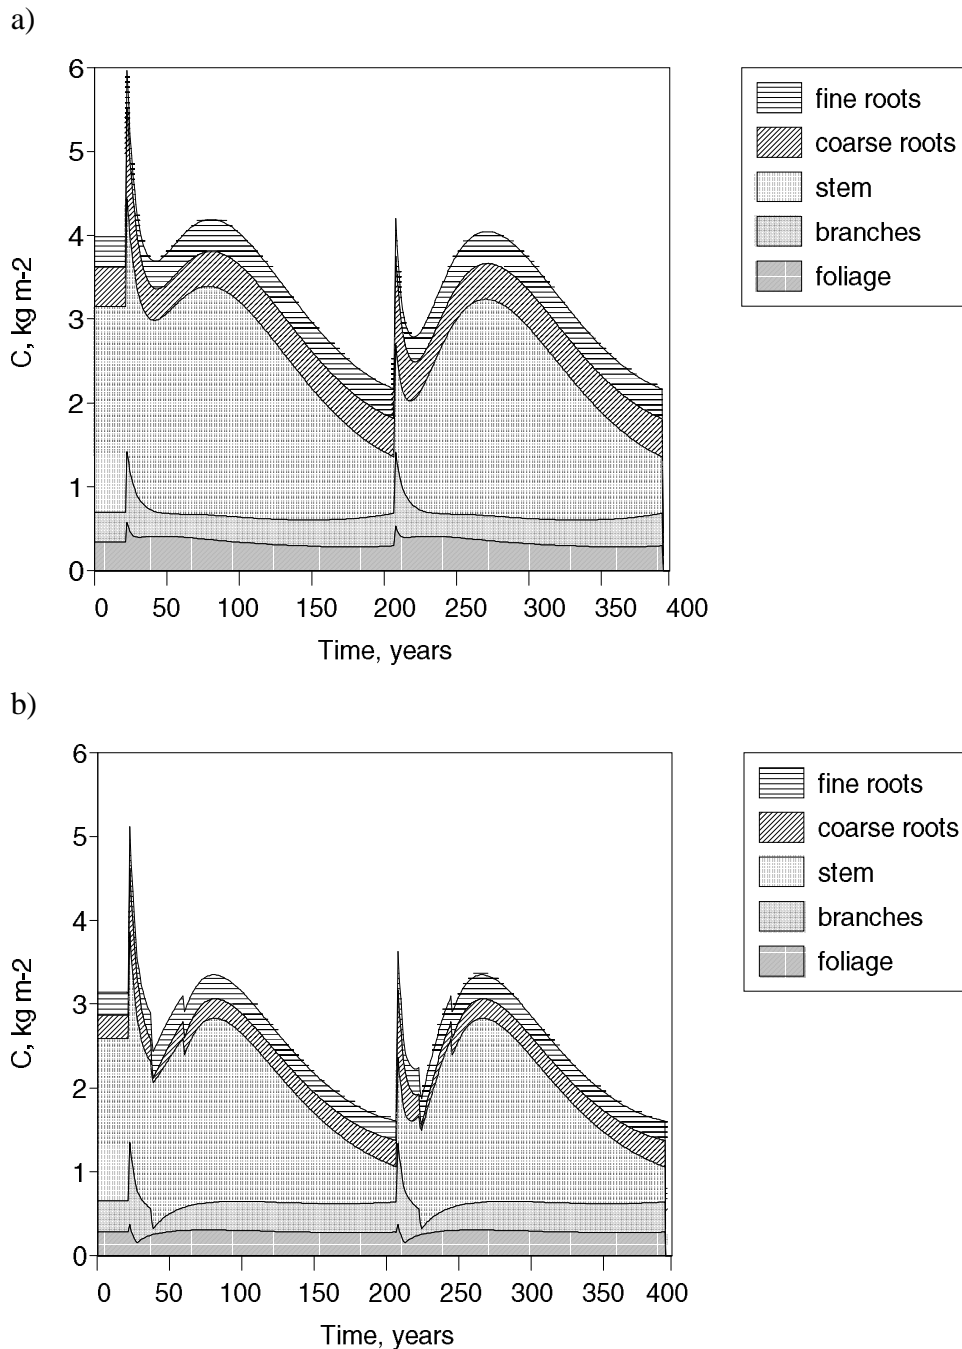 a)
6
5
4
3
2
1
0
C, kg m-2
0 50 100 150 200 250 300 350 400
Time, years
fine roots
coarse roots
stem
branches
foliage
b)
6
5
4
3
2
1
0
C, kg m-2
0 50 100 150 200 250 300 350 400
Time, years
fine roots
coarse roots
stem
branches
foliage